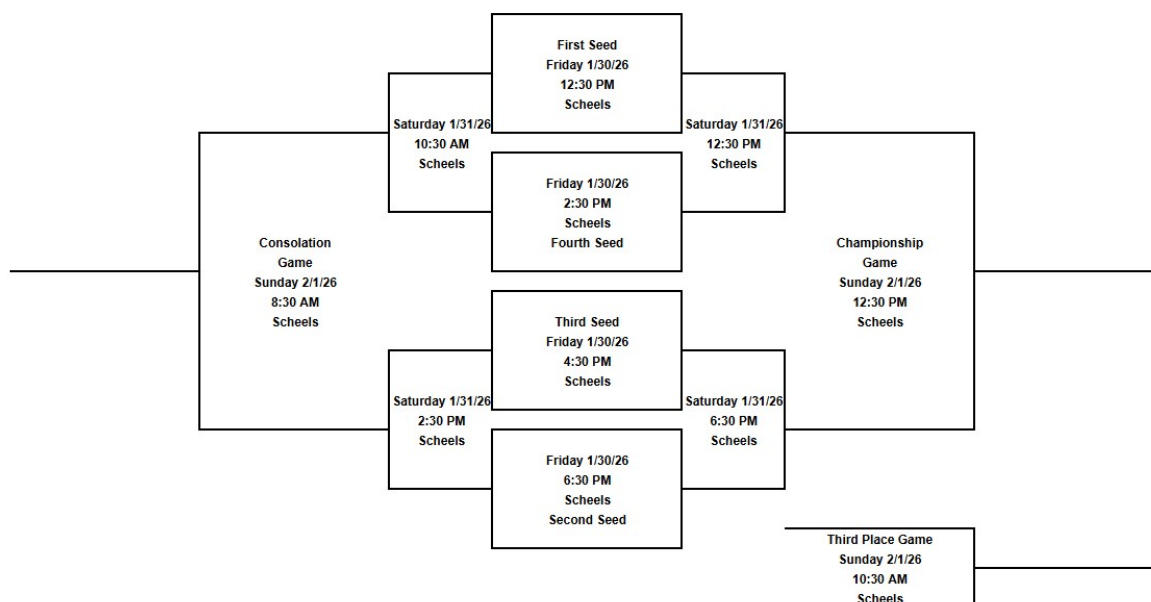 First Seed
Friday 1/30/26
12:30 PM
Scheels
Saturday 1/31/26
10:30 AM
Scheels
Saturday 1/31/26
12:30 PM
Scheels
Friday 1/30/26
2:30 PM
Scheels
Fourth Seed
Consolation
Game
Sunday 2/1/26
8:30 AM
Scheels
Championship
Game
Sunday 2/1/26
12:30 PM
Scheels
Third Seed
Friday 1/30/26
4:30 PM
Scheels
Saturday 1/31/26
2:30 PM
Scheels
Saturday 1/31/26
6:30 PM
Scheels
Friday 1/30/26
6:30 PM
Scheels
Second Seed
Third Place Game
Sunday 2/1/26
10:30 AM
Scheels